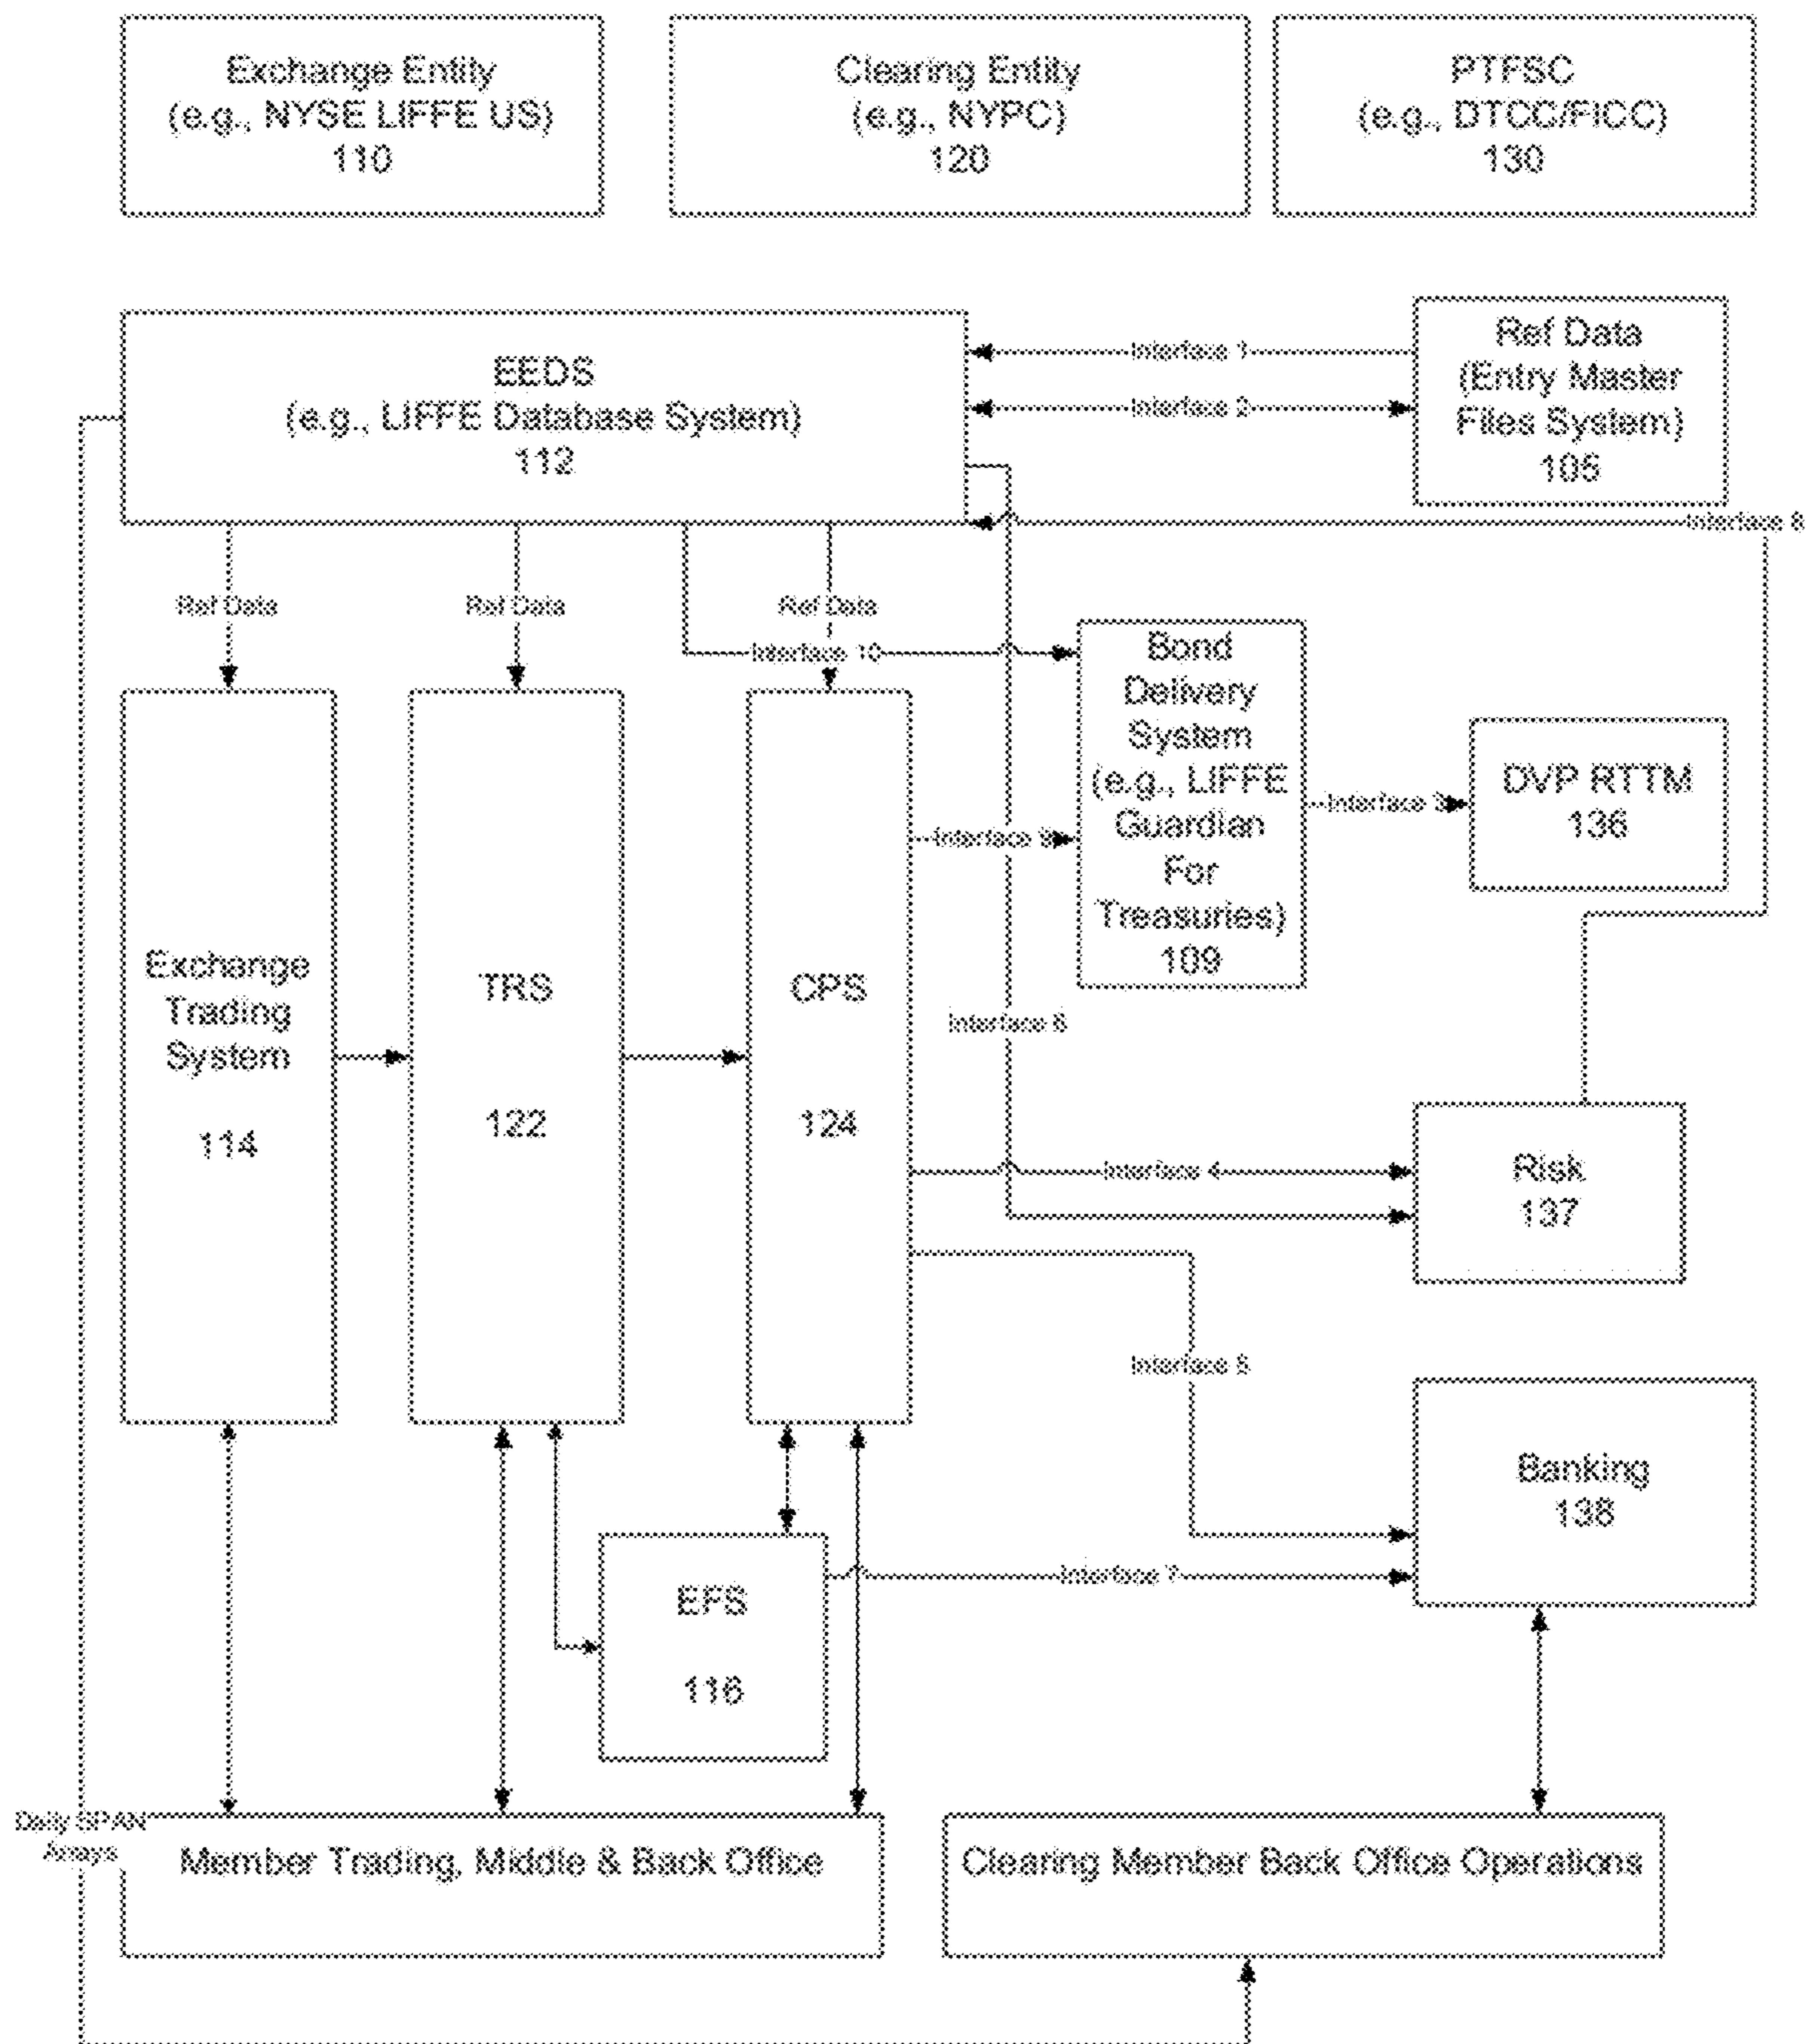 Exchange Entity
(e.g., NYSE LIFFE US)
110
Clearing Entity
(e.g., NYPC)
120
PTFSC
(e.g., DTCC/FICC)
130
EEDS
(e.g., LIFFE Database System)
112
Interface 1
Interface 2
Ref Data
(Entry Master
Files System)
105
Interface 8
Ref Data
Ref Data
Ref Data
Interface 10
Bond
Delivery
System
(e.g., LIFFE
Guardian
For
Treasuries)
109
Interface 3
DVP RTTM
136
Interface 9
Exchange
Trading
System
114
TRS
122
CPS
124
Interface 6
Interface 4
Risk
137
Interface 5
Banking
138
EFS
116
Interface 7
Daily SPAN
Arrays
Member Trading, Middle & Back Office
Clearing Member Back Office Operations